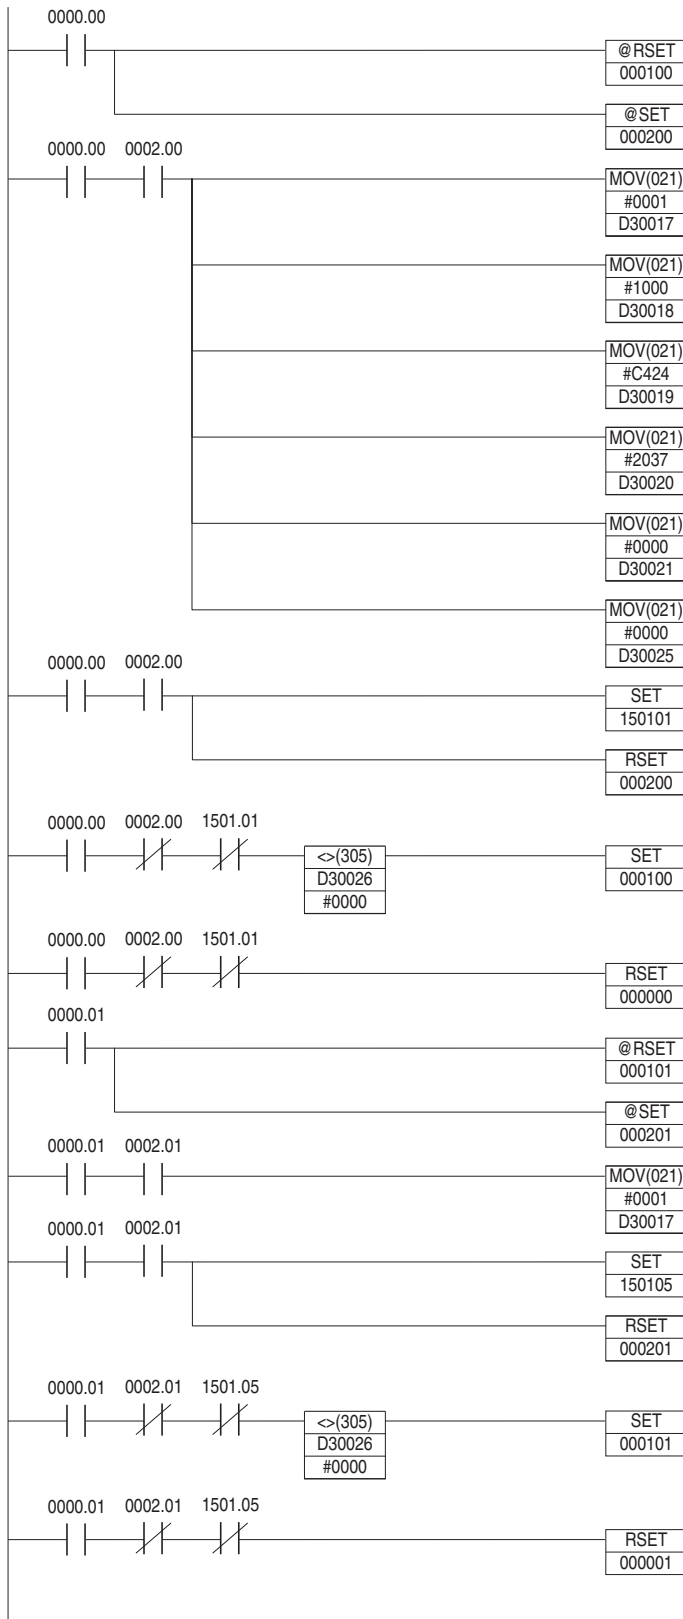 0000.00
@RSET
000100
@SET
000200
0000.00 0002.00
MOV(021)
#0001
D30017
MOV(021)
#1000
D30018
MOV(021)
#C424
D30019
MOV(021)
#2037
D30020
MOV(021)
#0000
D30021
MOV(021)
#0000
D30025
0000.00 0002.00
SET
150101
RSET
000200
0000.00 0002.00 1501.01
<>(305)
D30026
#0000
SET
000100
0000.00 0002.00 1501.01
RSET
000000
0000.01
@RSET
000101
@SET
000201
0000.01 0002.01
MOV(021)
#0001
D30017
0000.01 0002.01
SET
150105
RSET
000201
0000.01 0002.01 1501.05
<>(305)
D30026
#0000
SET
000101
0000.01 0002.01 1501.05
RSET
000001